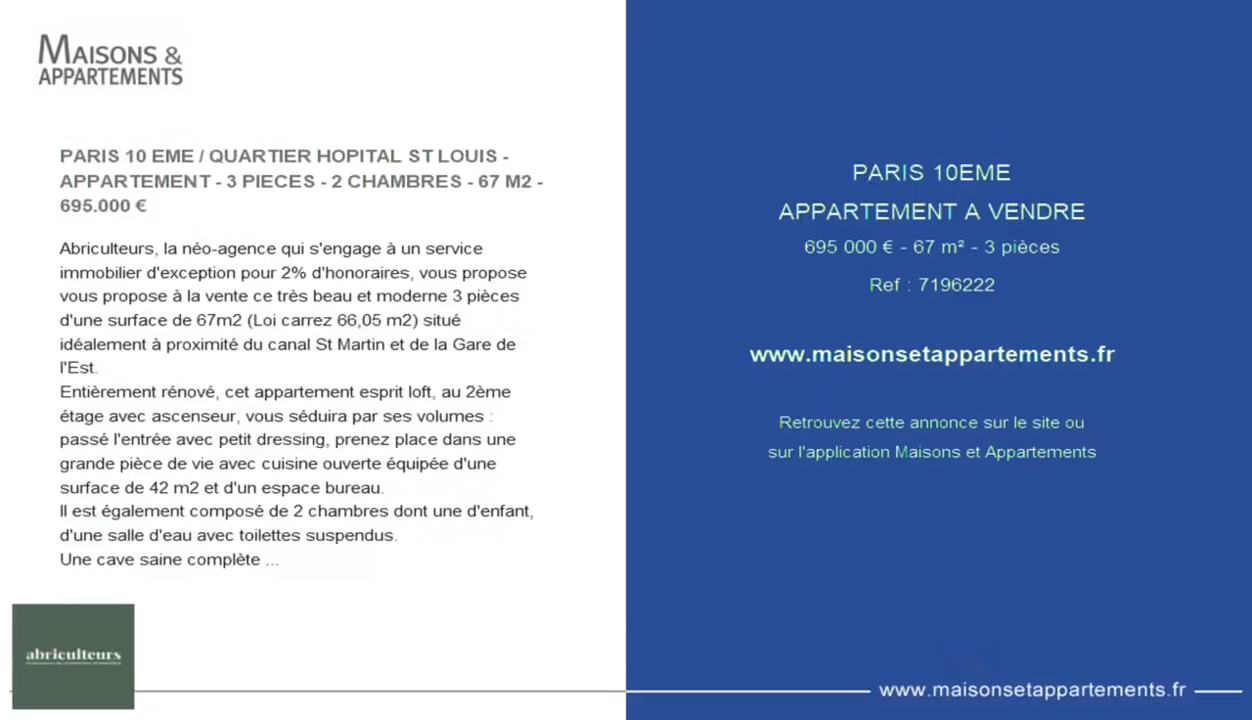 MAISONS &
APPARTEMENTS
PARIS 10 EME / QUARTIER HOPITAL ST LOUIS -
APPARTEMENT - 3 PIECES - 2 CHAMBRES - 67 M2 -
695.000 €
Abriculteurs, la néo-agence qui s'engage à un service
immobilier d'exception pour 2% d'honoraires, vous propose
vous propose à la vente ce très beau et moderne 3 pièces
d'une surface de 67m2 (Loi carrez 66,05 m2) situé
idéalement à proximité du canal St Martin et de la Gare de
l'Est.
Entièrement rénové, cet appartement esprit loft, au 2ème
étage avec ascenseur, vous séduira par ses volumes :
passé l'entrée avec petit dressing, prenez place dans une
grande pièce de vie avec cuisine ouverte équipée d'une
surface de 42 m2 et d'un espace bureau.
Il est également composé de 2 chambres dont une d'enfant,
d'une salle d'eau avec toilettes suspendus.
Une cave saine complète ...
abriculteurs
PARIS 10EME
APPARTEMENT A VENDRE
695 000 € - 67 m² - 3 pièces
Ref : 7196222
www.maisonsetappartements.fr
Retrouvez cette annonce sur le site ou
sur l'application Maisons et Appartements
www.maisonsetappartements.fr